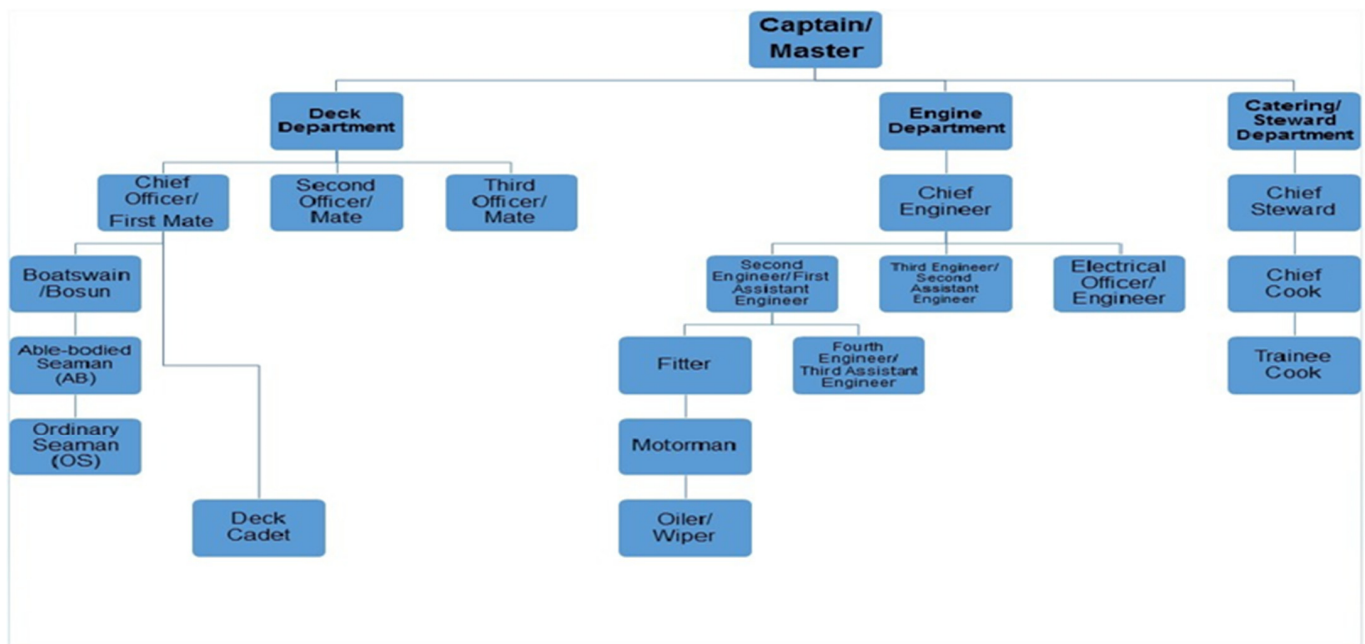 Captain/
Master
Deck
Department
Engine
Department
Catering/
Steward
Department
Chief
Officer/
First Mate
Second
Officer/
Mate
Third
Officer/
Mate
Chief
Engineer
Chief
Steward
Boatswain
/Bosun
Second
Engineer/First
Assistant
Engineer
Third Engineer/
Second
Assistant
Engineer
Electrical
Officer/
Engineer
Chief
Cook
Able-bodied
Seaman
(AB)
Fitter
Fourth
Engineer/
Third Assistant
Engineer
Trainee
Cook
Ordinary
Seaman
(OS)
Motorman
Deck
Cadet
Oiler/
Wiper